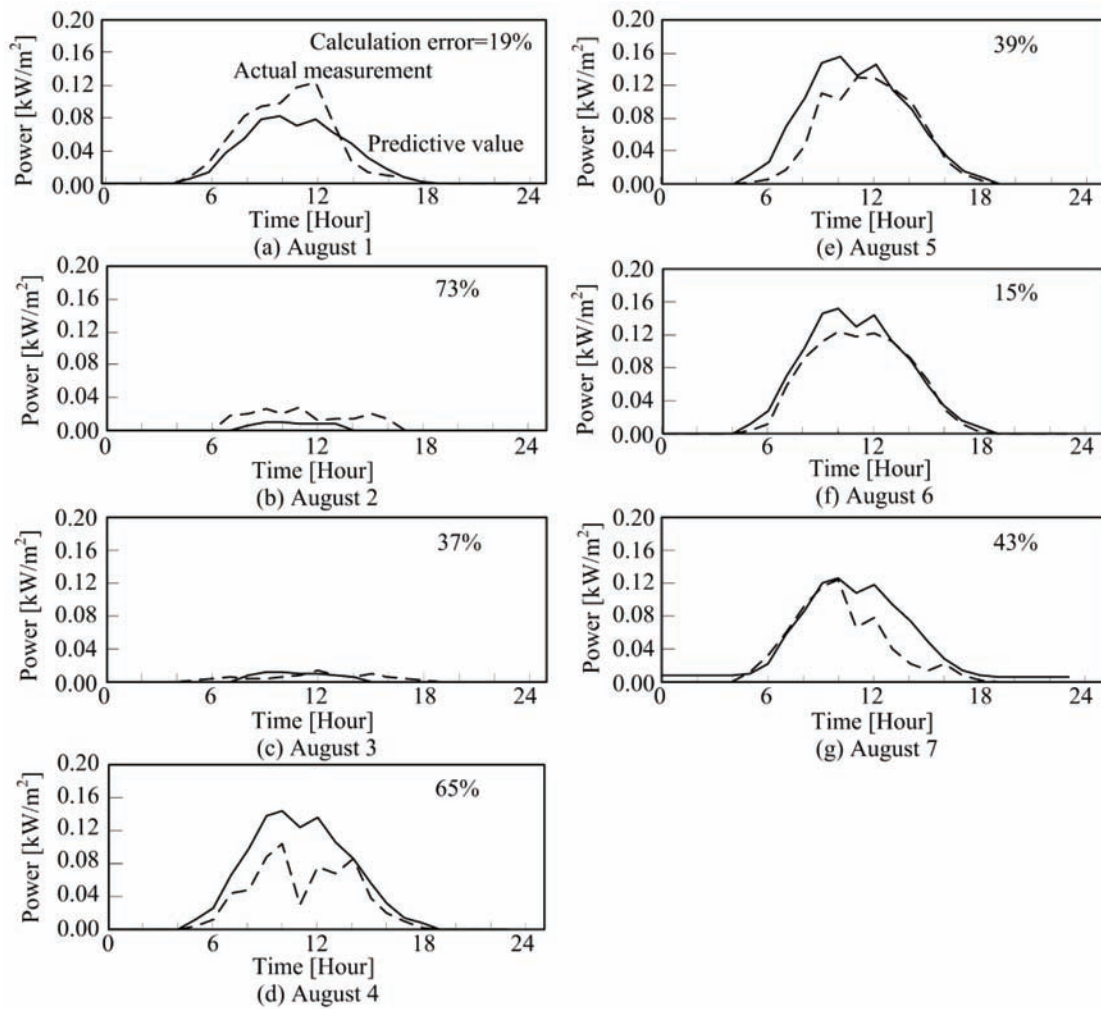 0.20
0.16
0.12
0.08
0.04
0.00
Power [kW/m²]
Calculation error=19%
Actual measurement
Predictive value
0 6 12 18 24
Time [Hour]
(a) August 1
0.20
0.16
0.12
0.08
0.04
0.00
Power [kW/m²]
73%
0 6 12 18 24
Time [Hour]
(b) August 2
0.20
0.16
0.12
0.08
0.04
0.00
Power [kW/m²]
37%
0 6 12 18 24
Time [Hour]
(c) August 3
0.20
0.16
0.12
0.08
0.04
0.00
Power [kW/m²]
65%
0 6 12 18 24
Time [Hour]
(d) August 4
0.20
0.16
0.12
0.08
0.04
0.00
Power [kW/m²]
39%
0 6 12 18 24
Time [Hour]
(e) August 5
0.20
0.16
0.12
0.08
0.04
0.00
Power [kW/m²]
15%
0 6 12 18 24
Time [Hour]
(f) August 6
0.20
0.16
0.12
0.08
0.04
0.00
Power [kW/m²]
43%
0 6 12 18 24
Time [Hour]
(g) August 7